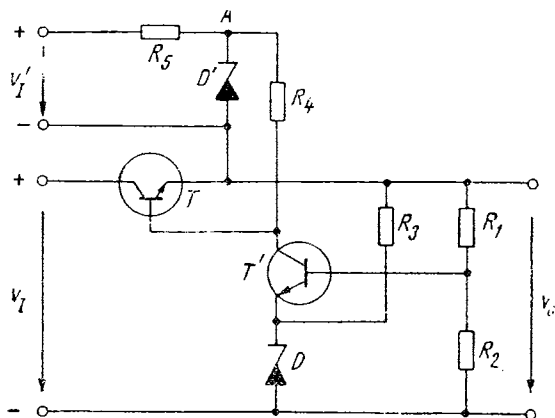 +
A
R5
V'I
D'
R4
-
+
T
R3
R1
T'
VI
R2
D
-